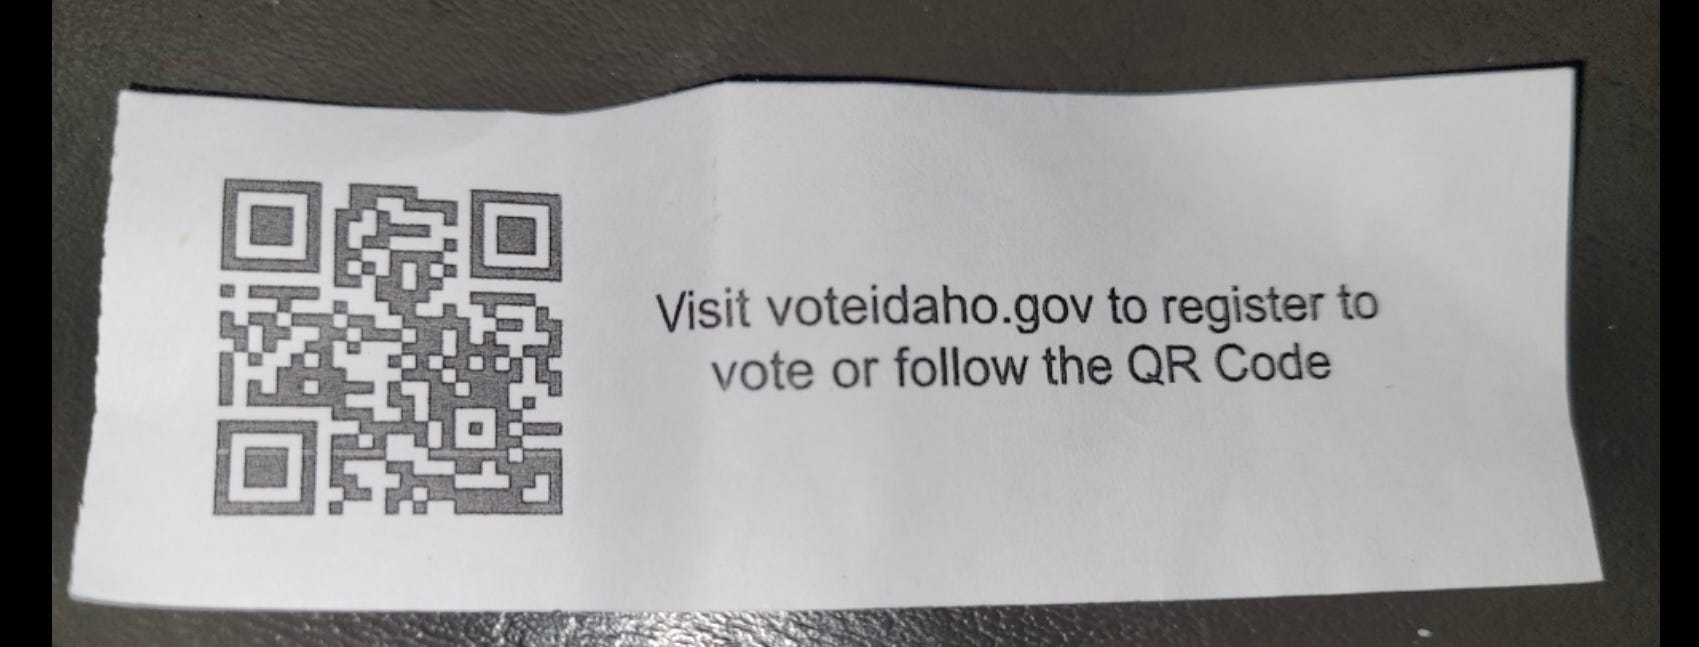 Visit voteidaho.gov to register to
vote or follow the QR Code